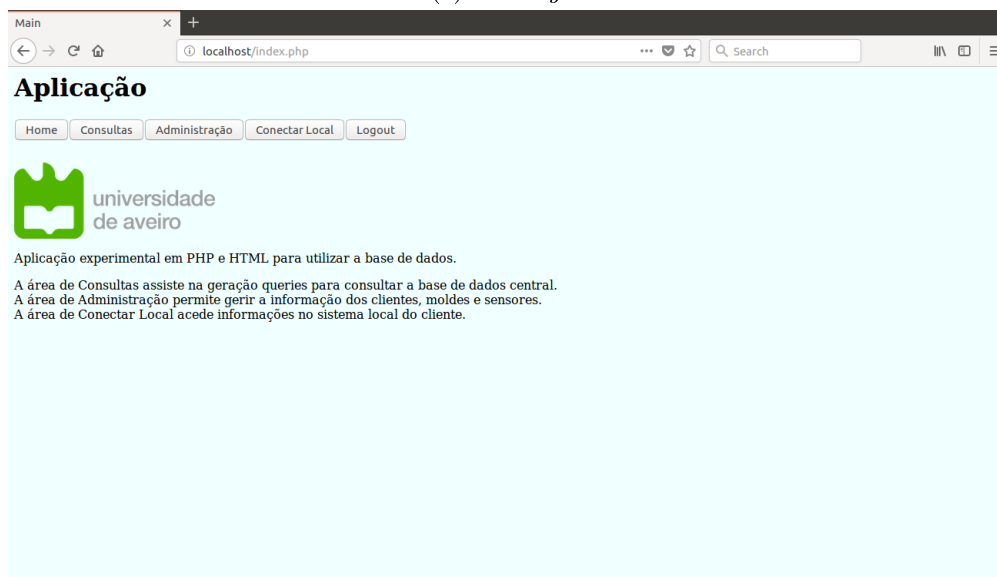 Main
localhost/index.php
Search
Aplicação
Home
Consultas
Administração
Conectar Local
Logout
universidade
de aveiro
Aplicação experimental em PHP e HTML para utilizar a base de dados.
A área de Consultas assiste na geração queries para consultar a base de dados central.
A área de Administração permite gerir a informação dos clientes, moldes e sensores.
A área de Conectar Local acede informações no sistema local do cliente.